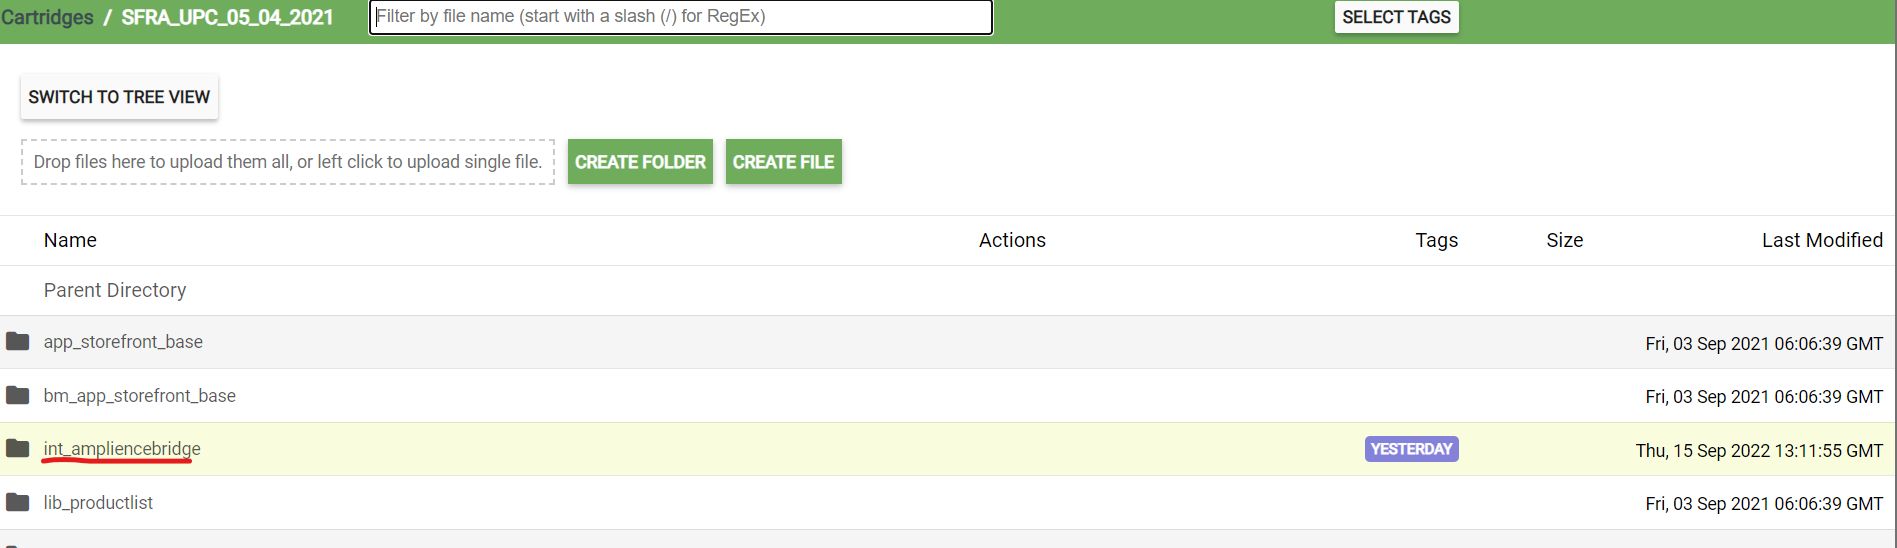 Cartridges / SFRA_UPC_05_04_2021 Filter by file name (start with a slash (/) for RegEx) SELECT TAGS
SWITCH TO TREE VIEW
Drop files here to upload them all, or left click to upload single file. CREATE FOLDER CREATE FILE
Name Actions Tags Size Last Modified
Parent Directory
app_storefront_base Fri, 03 Sep 2021 06:06:39 GMT
bm_app_storefront_base Fri, 03 Sep 2021 06:06:39 GMT
int_ampliencebridge YESTERDAY Thu, 15 Sep 2022 13:11:55 GMT
lib_productlist Fri, 03 Sep 2021 06:06:39 GMT